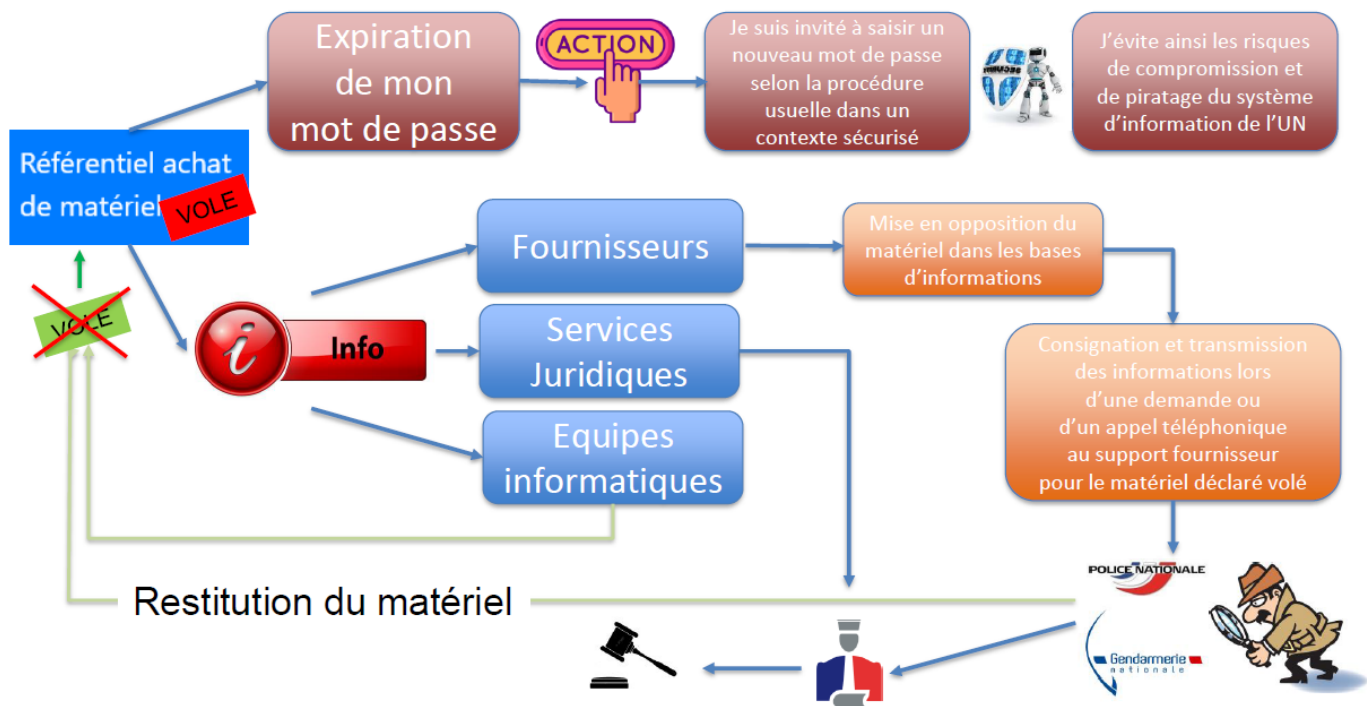 Expiration
de mon
mot de passe
ACTION
Je suis invité à saisir un
nouveau mot de passe
selon la procédure
usuelle dans un
contexte sécurisé
J’évite ainsi les risques
de compromission et
de piratage du système
d’information de l’UN
Référentiel achat
de matériel
VOLE
Fournisseurs
Mise en opposition du
matériel dans les bases
d’informations
VOLE
i Info
Services
Juridiques
Consignation et transmission
des informations lors
d’une demande ou
d’un appel téléphonique
au support fournisseur
pour le matériel déclaré volé
Equipes
informatiques
POLICE NATIONALE
Restitution du matériel
Gendarmerie
nationale